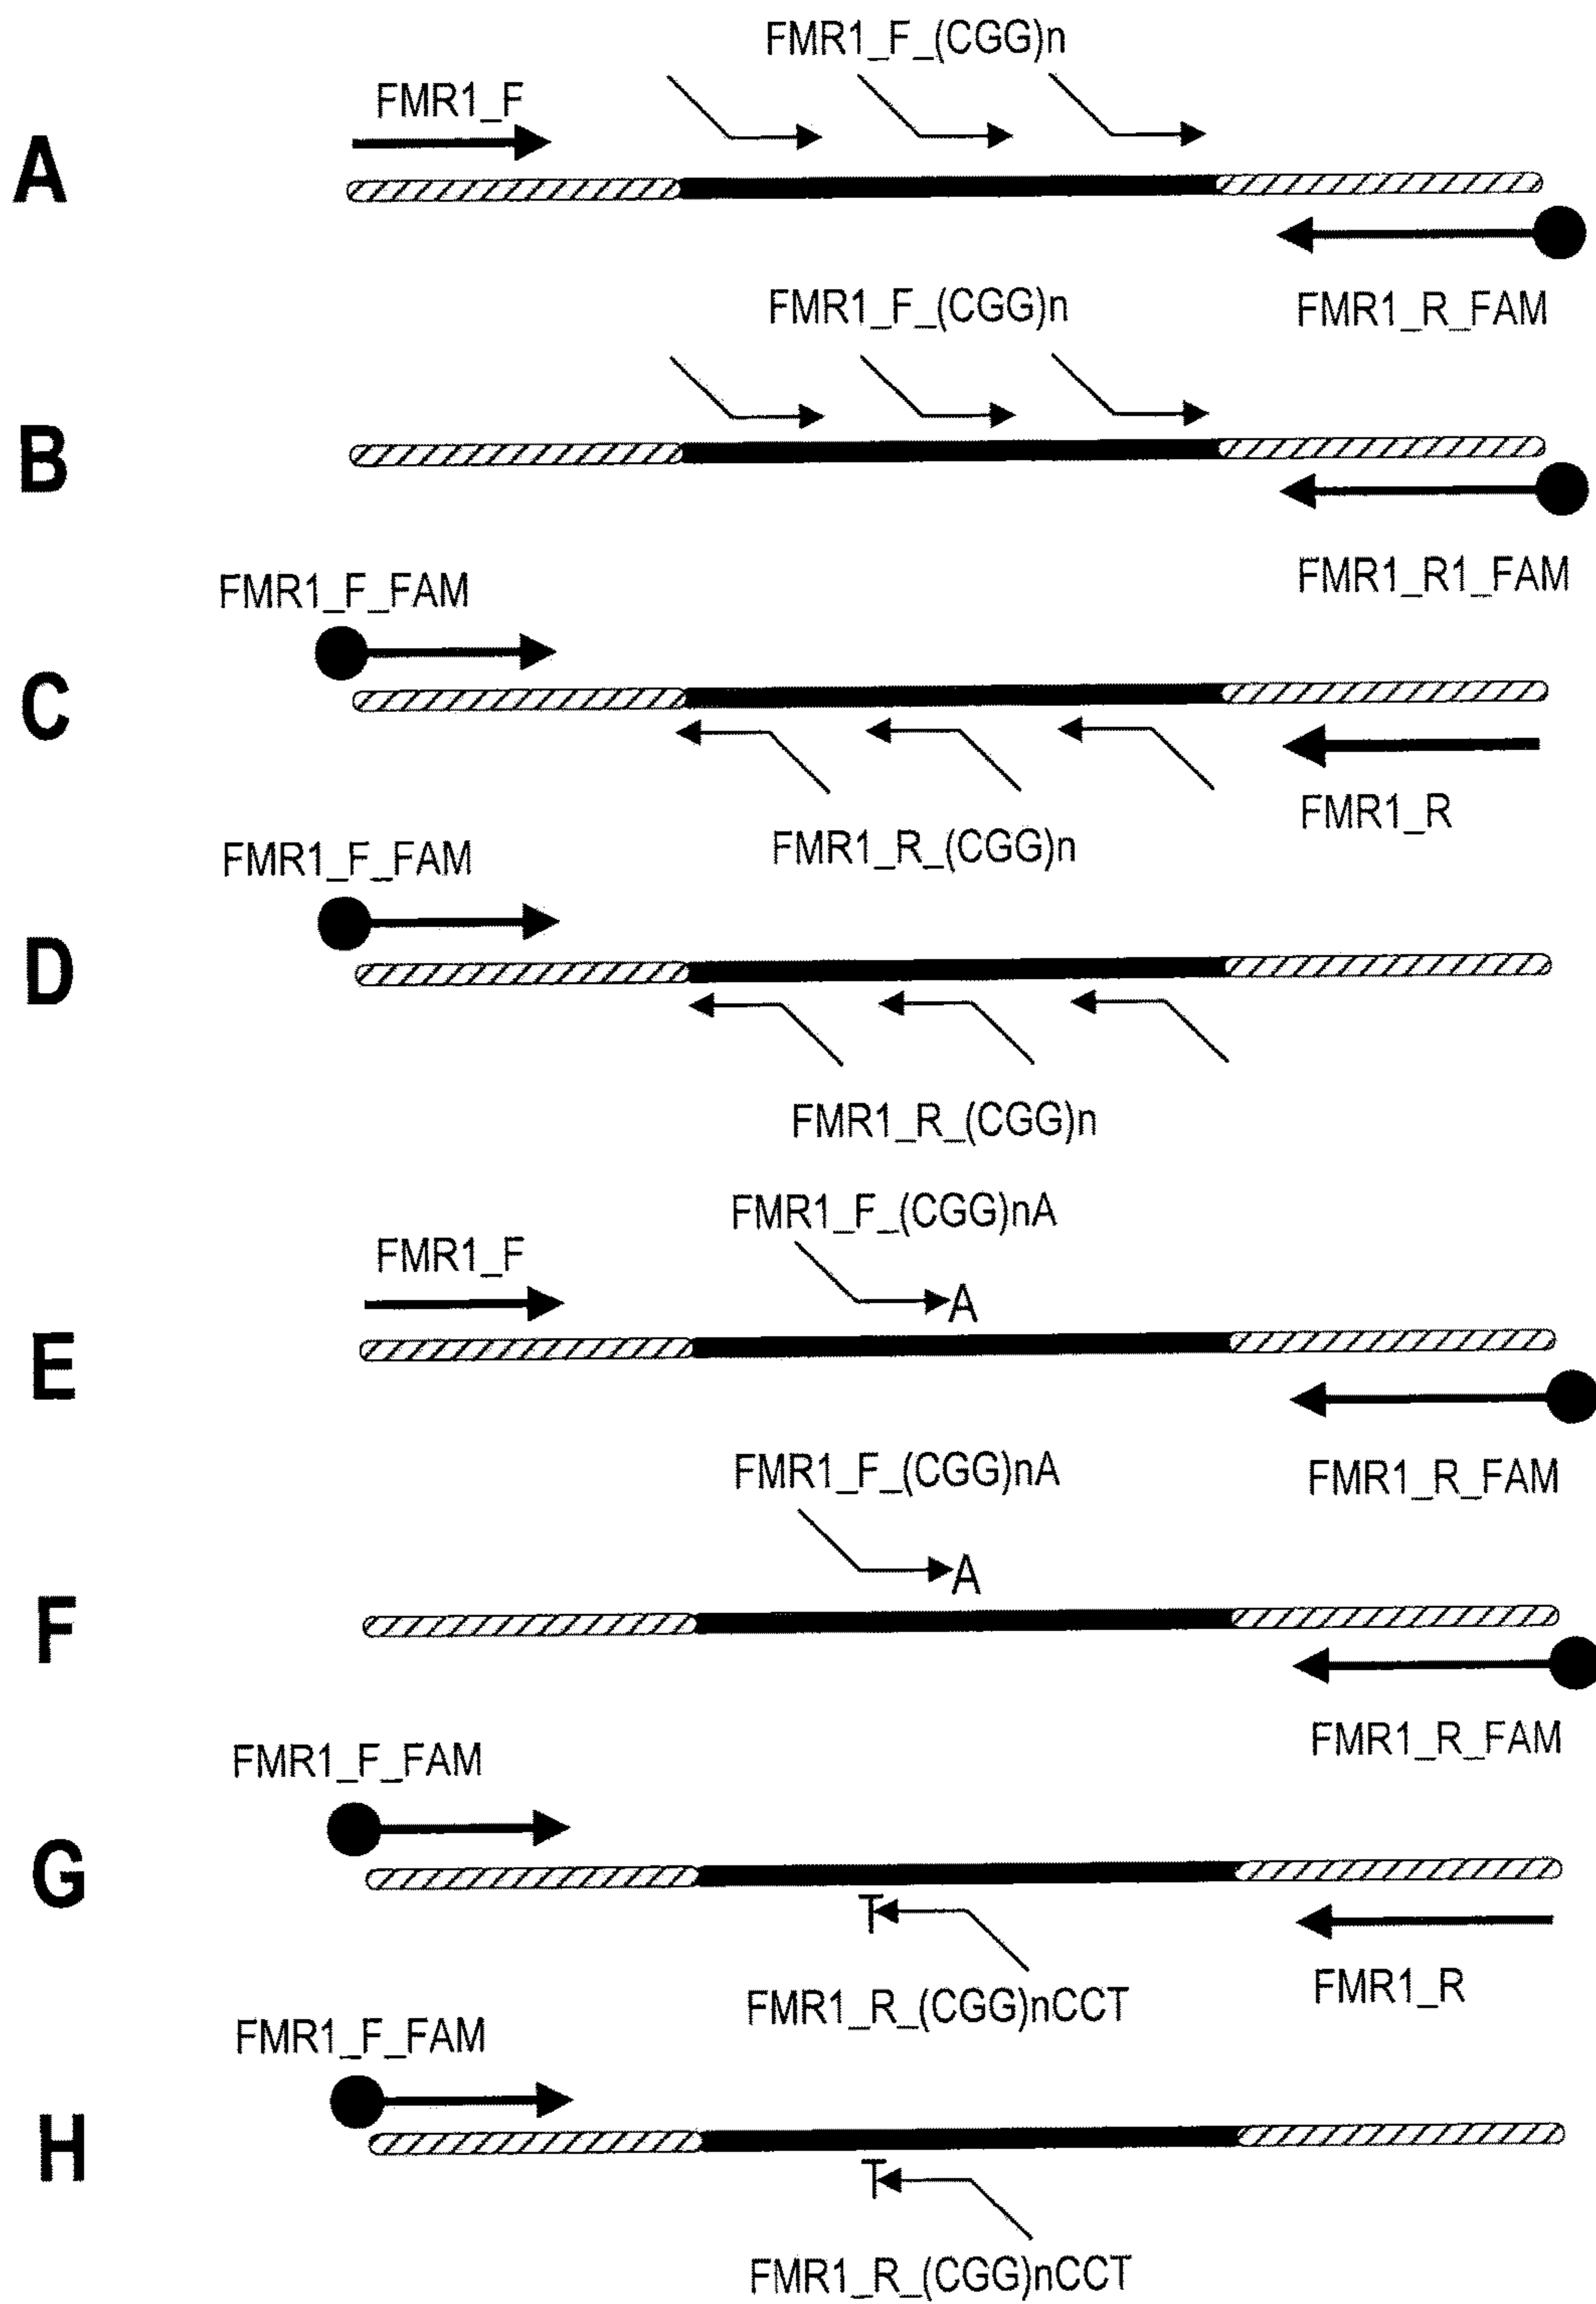 FMR1_F_(CGG)n
FMR1_F
A
FMR1_R_FAM
FMR1_F_(CGG)n
B
FMR1_R1_FAM
FMR1_F_FAM
C
FMR1_R
FMR1_R_(CGG)n
FMR1_F_FAM
D
FMR1_R_(CGG)n
FMR1_F_(CGG)nA
FMR1_F
A
E
FMR1_R_FAM
FMR1_F_(CGG)nA
A
F
FMR1_R_FAM
FMR1_F_FAM
G
T
FMR1_R
FMR1_R_(CGG)nCCT
FMR1_F_FAM
H
T
FMR1_R_(CGG)nCCT